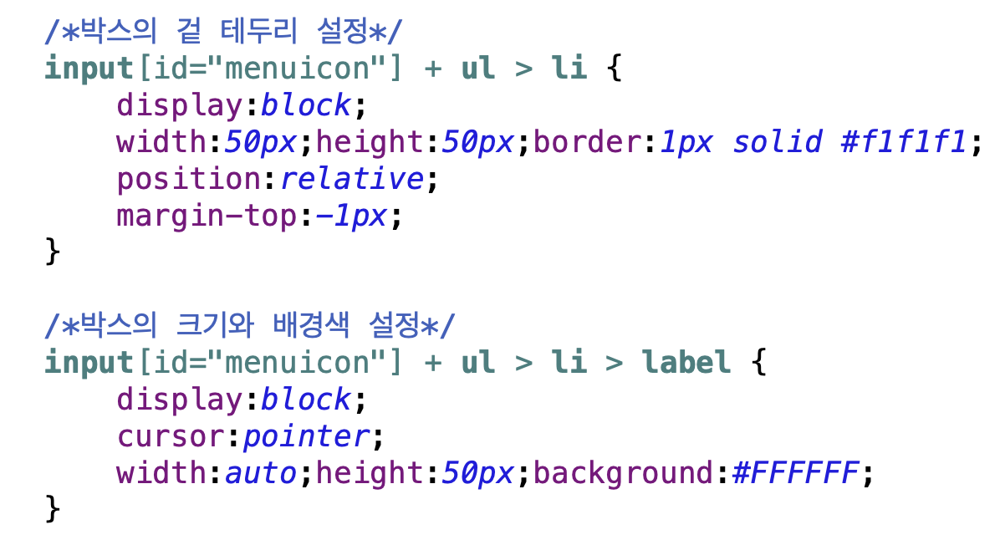 /*박스의 겉 테두리 설정*/
input[id="menuicon"] + ul > li {
    display:block;
    width:50px;height:50px;border:1px solid #f1f1f1;
    position:relative;
    margin-top:-1px;
}

/*박스의 크기와 배경색 설정*/
input[id="menuicon"] + ul > li > label {
    display:block;
    cursor:pointer;
    width:auto;height:50px;background:#FFFFFF;
}